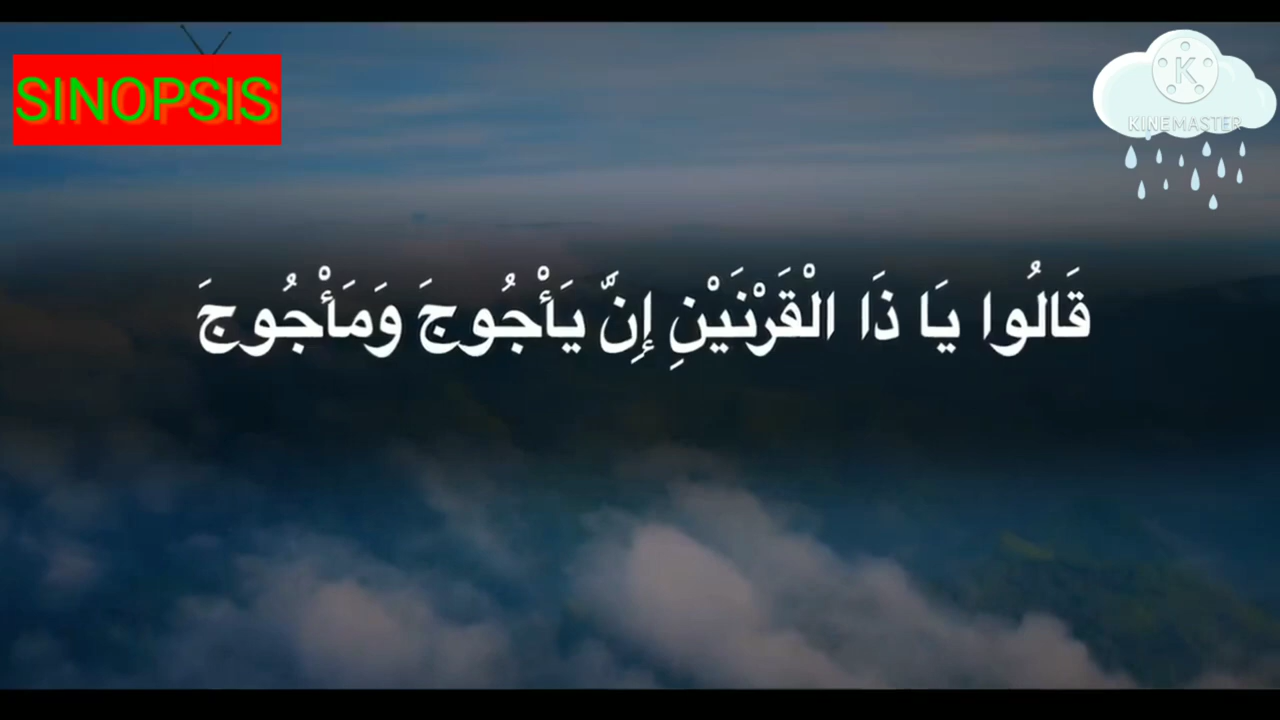 SINOPSIS
KINEMASTER
قَالُوا يَا ذَا الْقَرْنَيْنِ إِنَّ يَأْجُوجَ وَمَأْجُوجَ